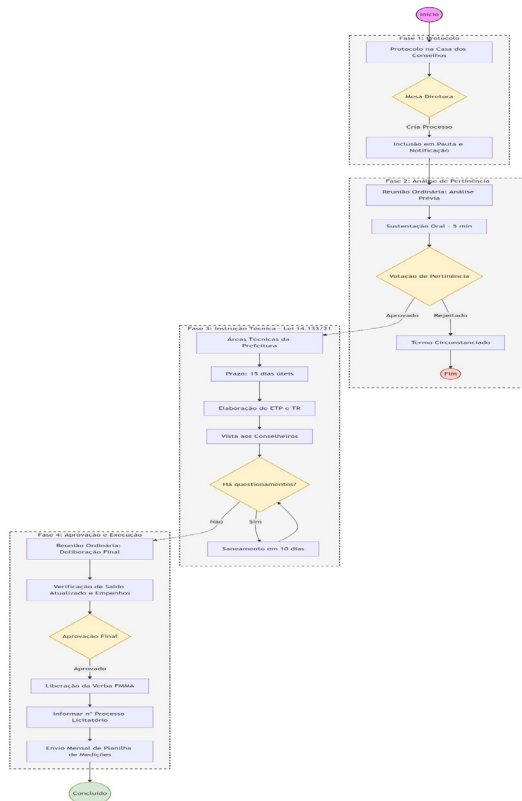 Início
Fase 1: Protocolo
Protocolo na Casa dos
Conselhos
Mesa Diretora
Cria Processo
Inclusão em Pauta e
Notificação
Fase 2: Análise de Pertinência
Reunião Ordinária: Análise
Prévia
Sustentação Oral - 5 min
Votação de Pertinência
Aprovado
Rejeitado
Termo Circunstanciado
Fim
Fase 3: Instrução Técnica - Lei 14.133/21
Áreas Técnicas da
Prefeitura
Prazo: 15 dias úteis
Elaboração de ETP e TR
Vista aos Conselheiros
Há questionamentos?
Não
Sim
Saneamento em 10 dias
Fase 4: Aprovação e Execução
Reunião Ordinária:
Deliberação Final
Verificação de Saldo
Atualizado e Empenhos
Aprovação Final
Aprovado
Liberação da Verba FMMA
Informar nº Processo
Licitatório
Envio Mensal de Planilha
de Medições
Concluído